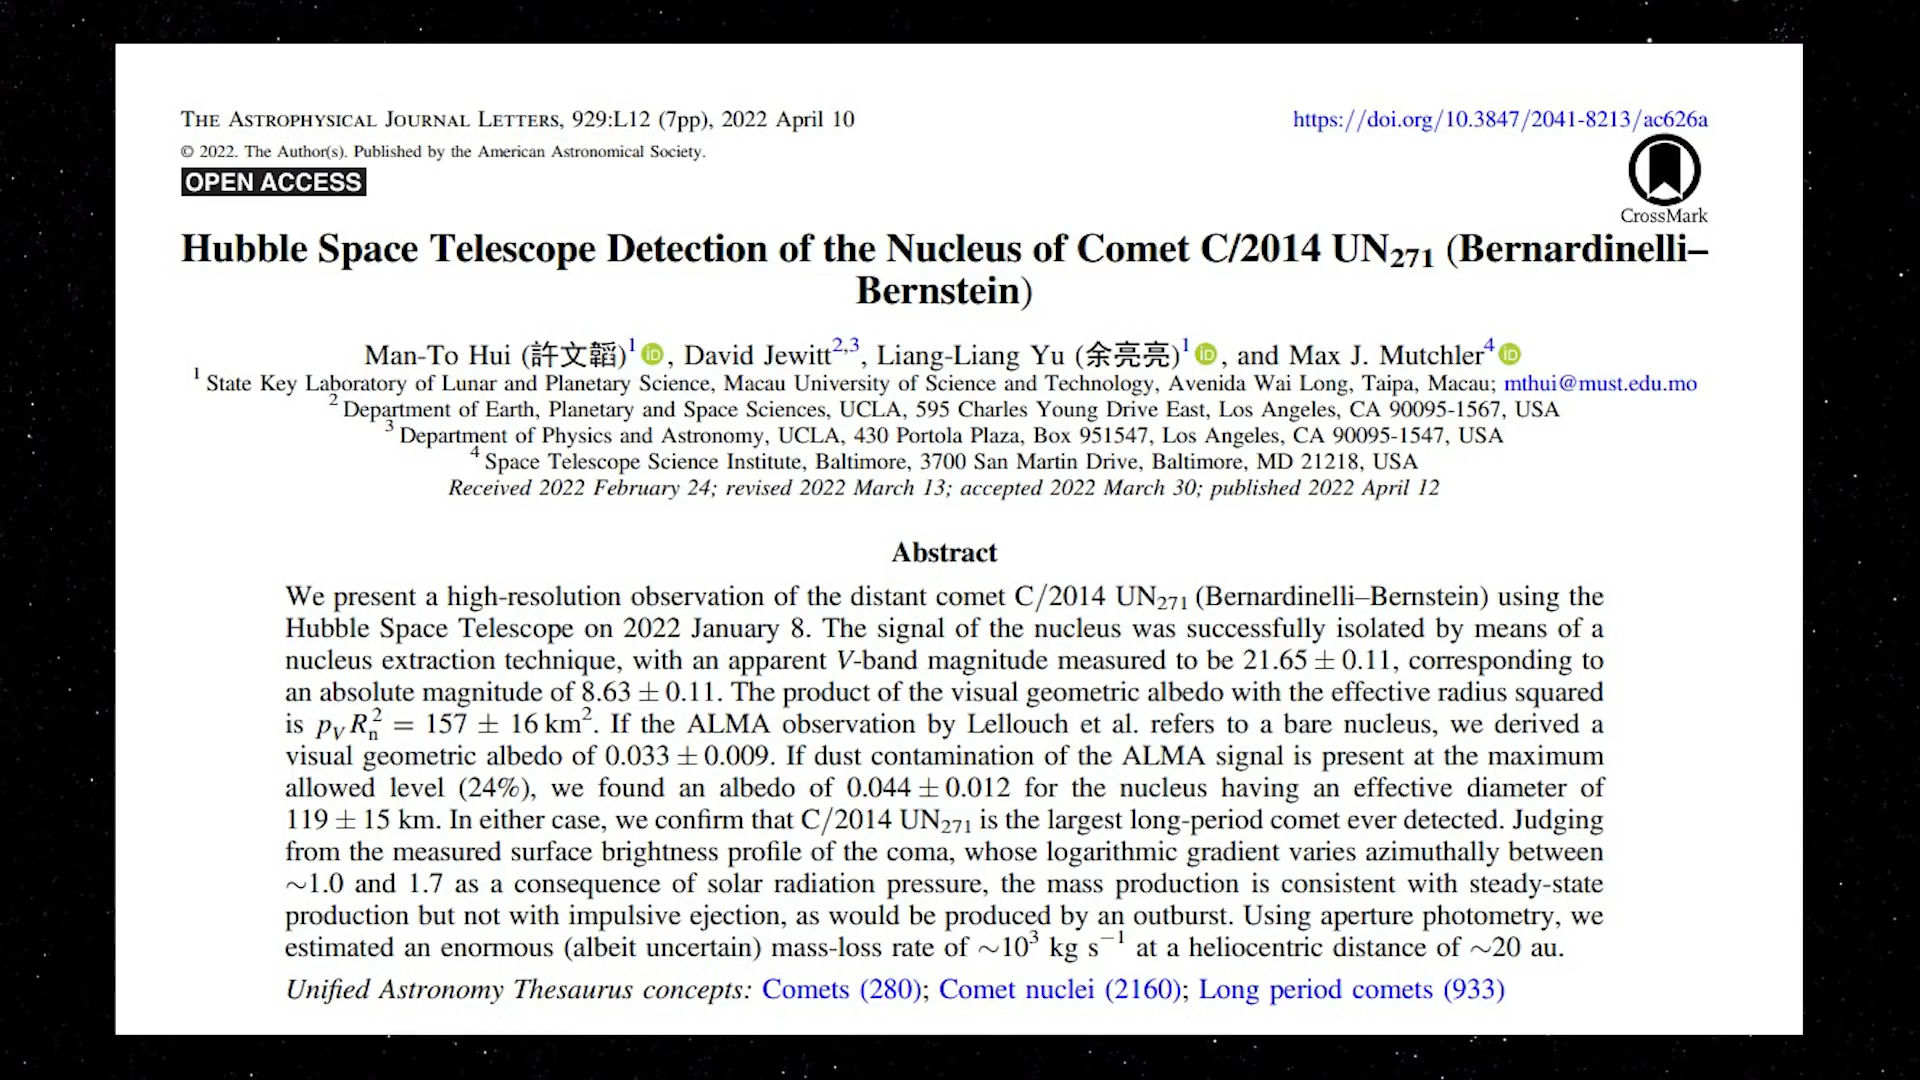 THE ASTROPHYSICAL JOURNAL LETTERS, 929:L12 (7pp), 2022 April 10
https://doi.org/10.3847/2041-8213/ac626a
© 2022. The Author(s). Published by the American Astronomical Society.
OPEN ACCESS
CrossMark
Hubble Space Telescope Detection of the Nucleus of Comet C/2014 UN₂₇₁ (Bernardinelli–
Bernstein)
Man-To Hui (許文韜)¹ iD, David Jewitt²,³, Liang-Liang Yu (余亮亮)¹ iD, and Max J. Mutchler⁴ iD
¹ State Key Laboratory of Lunar and Planetary Science, Macau University of Science and Technology, Avenida Wai Long, Taipa, Macau; mthui@must.edu.mo
² Department of Earth, Planetary and Space Sciences, UCLA, 595 Charles Young Drive East, Los Angeles, CA 90095-1567, USA
³ Department of Physics and Astronomy, UCLA, 430 Portola Plaza, Box 951547, Los Angeles, CA 90095-1547, USA
⁴ Space Telescope Science Institute, Baltimore, 3700 San Martin Drive, Baltimore, MD 21218, USA
Received 2022 February 24; revised 2022 March 13; accepted 2022 March 30; published 2022 April 12
Abstract
We present a high-resolution observation of the distant comet C/2014 UN₂₇₁ (Bernardinelli–Bernstein) using the
Hubble Space Telescope on 2022 January 8. The signal of the nucleus was successfully isolated by means of a
nucleus extraction technique, with an apparent V-band magnitude measured to be 21.65 ± 0.11, corresponding to
an absolute magnitude of 8.63 ± 0.11. The product of the visual geometric albedo with the effective radius squared
is p_V R_n² = 157 ± 16 km². If the ALMA observation by Lellouch et al. refers to a bare nucleus, we derived a
visual geometric albedo of 0.033 ± 0.009. If dust contamination of the ALMA signal is present at the maximum
allowed level (24%), we found an albedo of 0.044 ± 0.012 for the nucleus having an effective diameter of
119 ± 15 km. In either case, we confirm that C/2014 UN₂₇₁ is the largest long-period comet ever detected. Judging
from the measured surface brightness profile of the coma, whose logarithmic gradient varies azimuthally between
~1.0 and 1.7 as a consequence of solar radiation pressure, the mass production is consistent with steady-state
production but not with impulsive ejection, as would be produced by an outburst. Using aperture photometry, we
estimated an enormous (albeit uncertain) mass-loss rate of ~10³ kg s⁻¹ at a heliocentric distance of ~20 au.
Unified Astronomy Thesaurus concepts: Comets (280); Comet nuclei (2160); Long period comets (933)